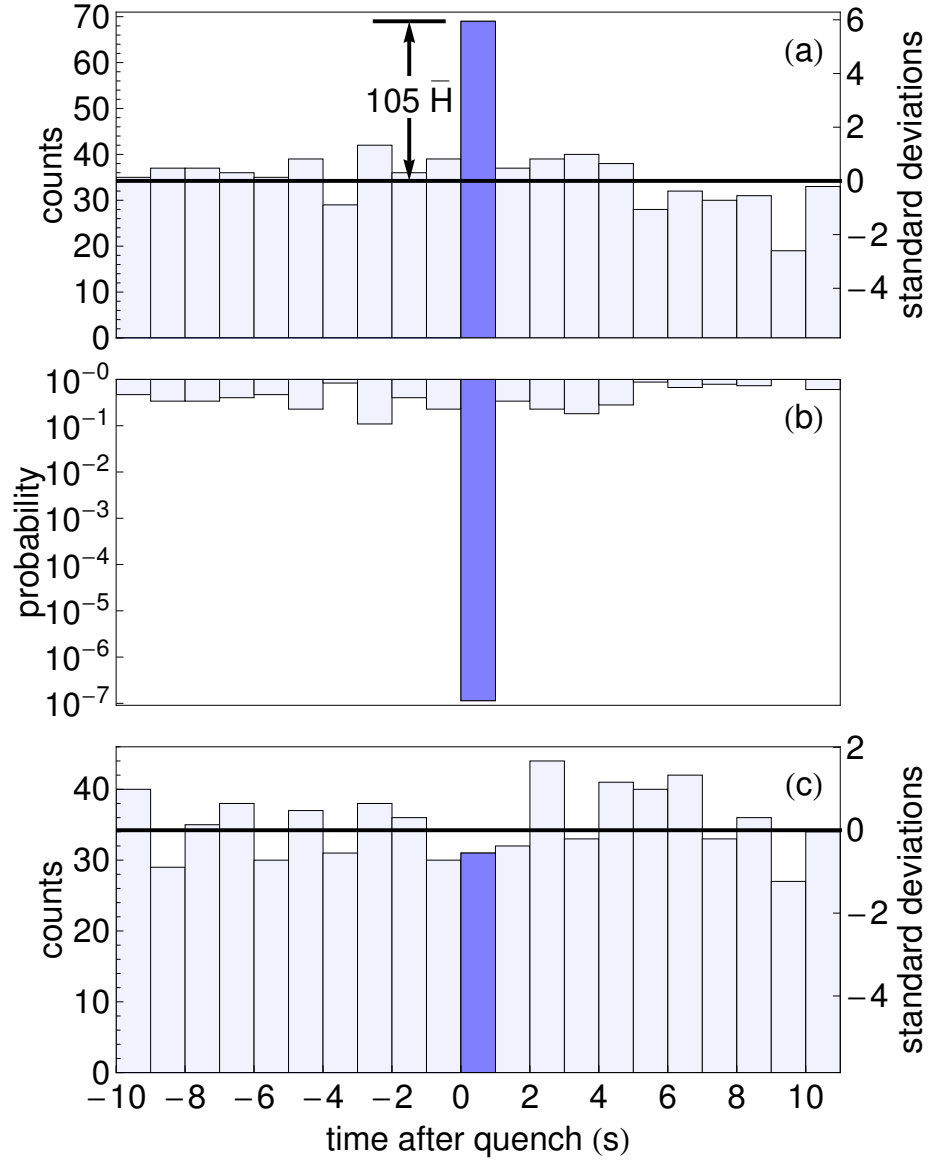 70
60
50
40
30
20
10
0
counts
105 H̅
(a)
6
4
2
0
−2
−4
standard deviations
10⁻⁰
10⁻¹
10⁻²
10⁻³
10⁻⁴
10⁻⁵
10⁻⁶
10⁻⁷
probability
(b)
40
30
20
10
0
counts
(c)
2
0
−2
−4
standard deviations
−10 −8 −6 −4 −2 0 2 4 6 8 10
time after quench (s)